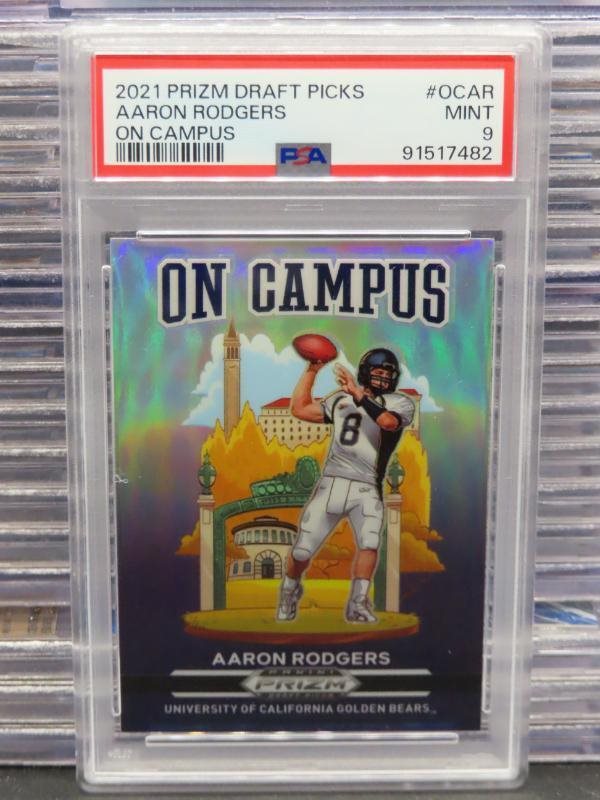 2021 PRIZM DRAFT PICKS #OCAR
AARON RODGERS MINT
ON CAMPUS 9
PSA 91517482
ON CAMPUS
8
AARON RODGERS
PANINI
PRIZM
UNIVERSITY OF CALIFORNIA GOLDEN BEARS™